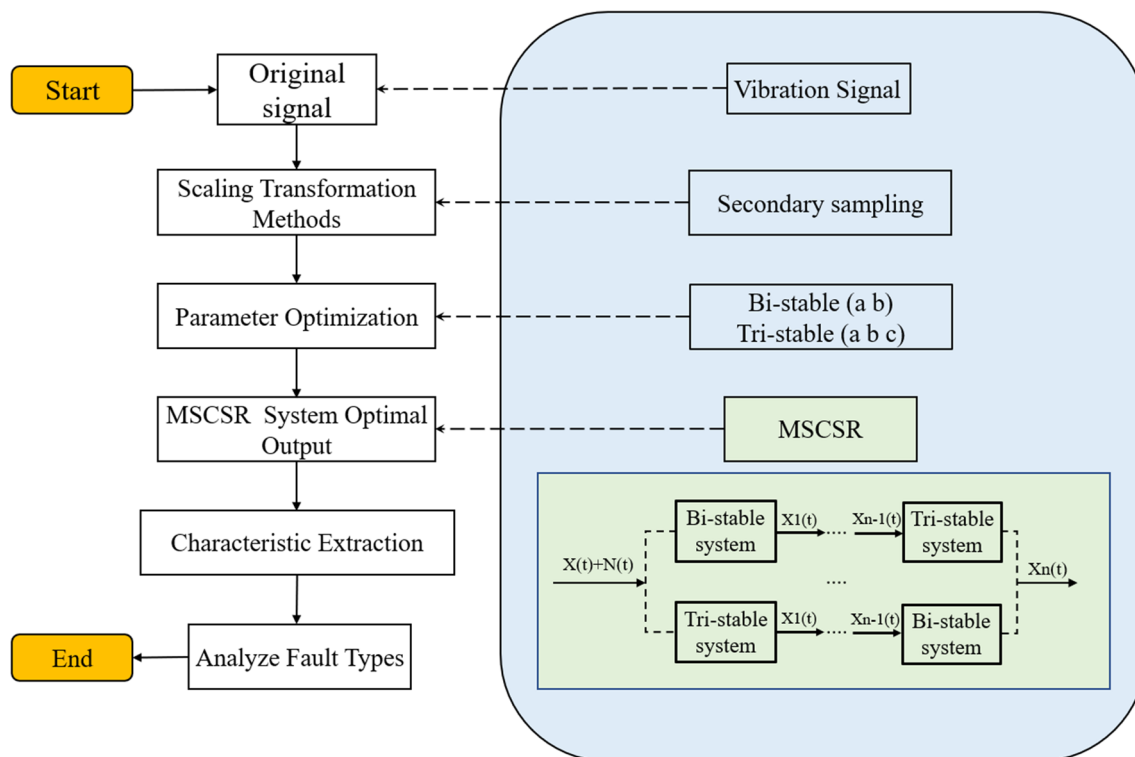 Start
Original
signal
Vibration Signal
Scaling Transformation
Methods
Secondary sampling
Parameter Optimization
Bi-stable (a b)
Tri-stable (a b c)
MSCSR System Optimal
Output
MSCSR
Characteristic Extraction
Analyze Fault Types
End
X(t)+N(t)
Bi-stable
system
X1(t)
....
Xn-1(t)
Tri-stable
system
....
Tri-stable
system
X1(t)
....
Xn-1(t)
Bi-stable
system
Xn(t)